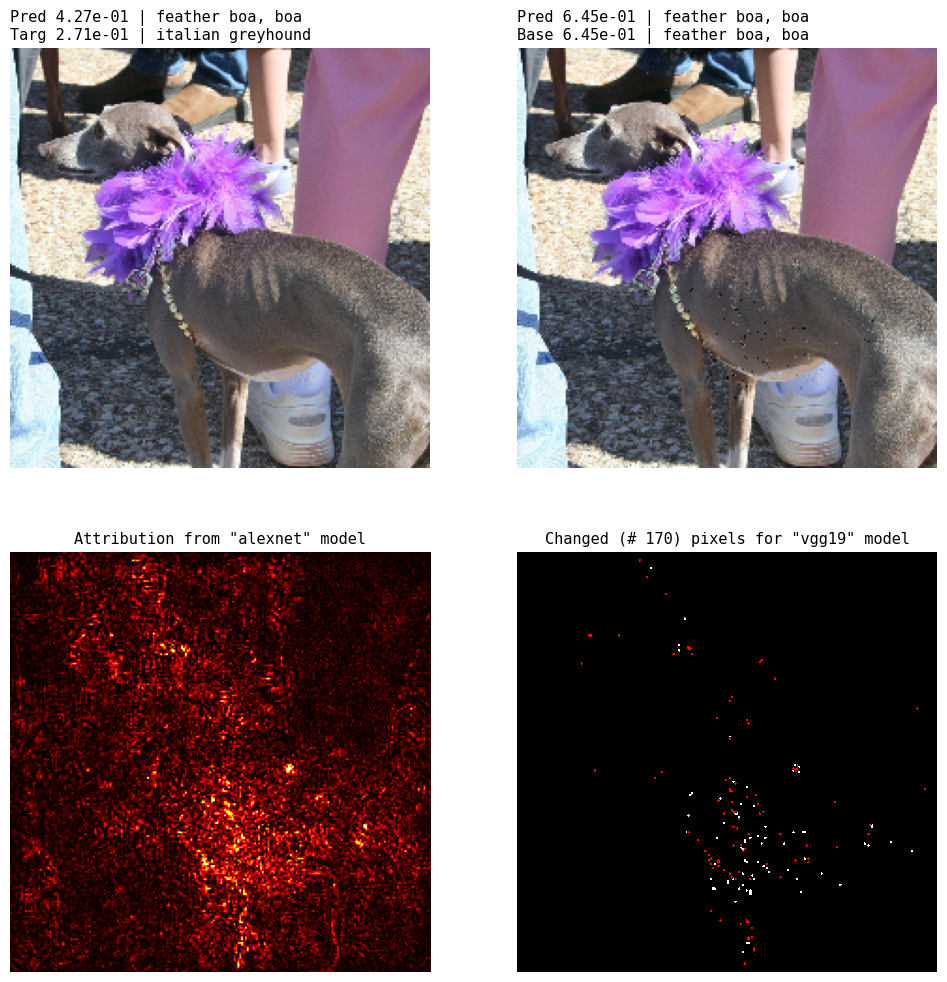 Pred 4.27e-01 | feather boa, boa
Targ 2.71e-01 | italian greyhound
Pred 6.45e-01 | feather boa, boa
Base 6.45e-01 | feather boa, boa
Attribution from "alexnet" model
Changed (# 170) pixels for "vgg19" model